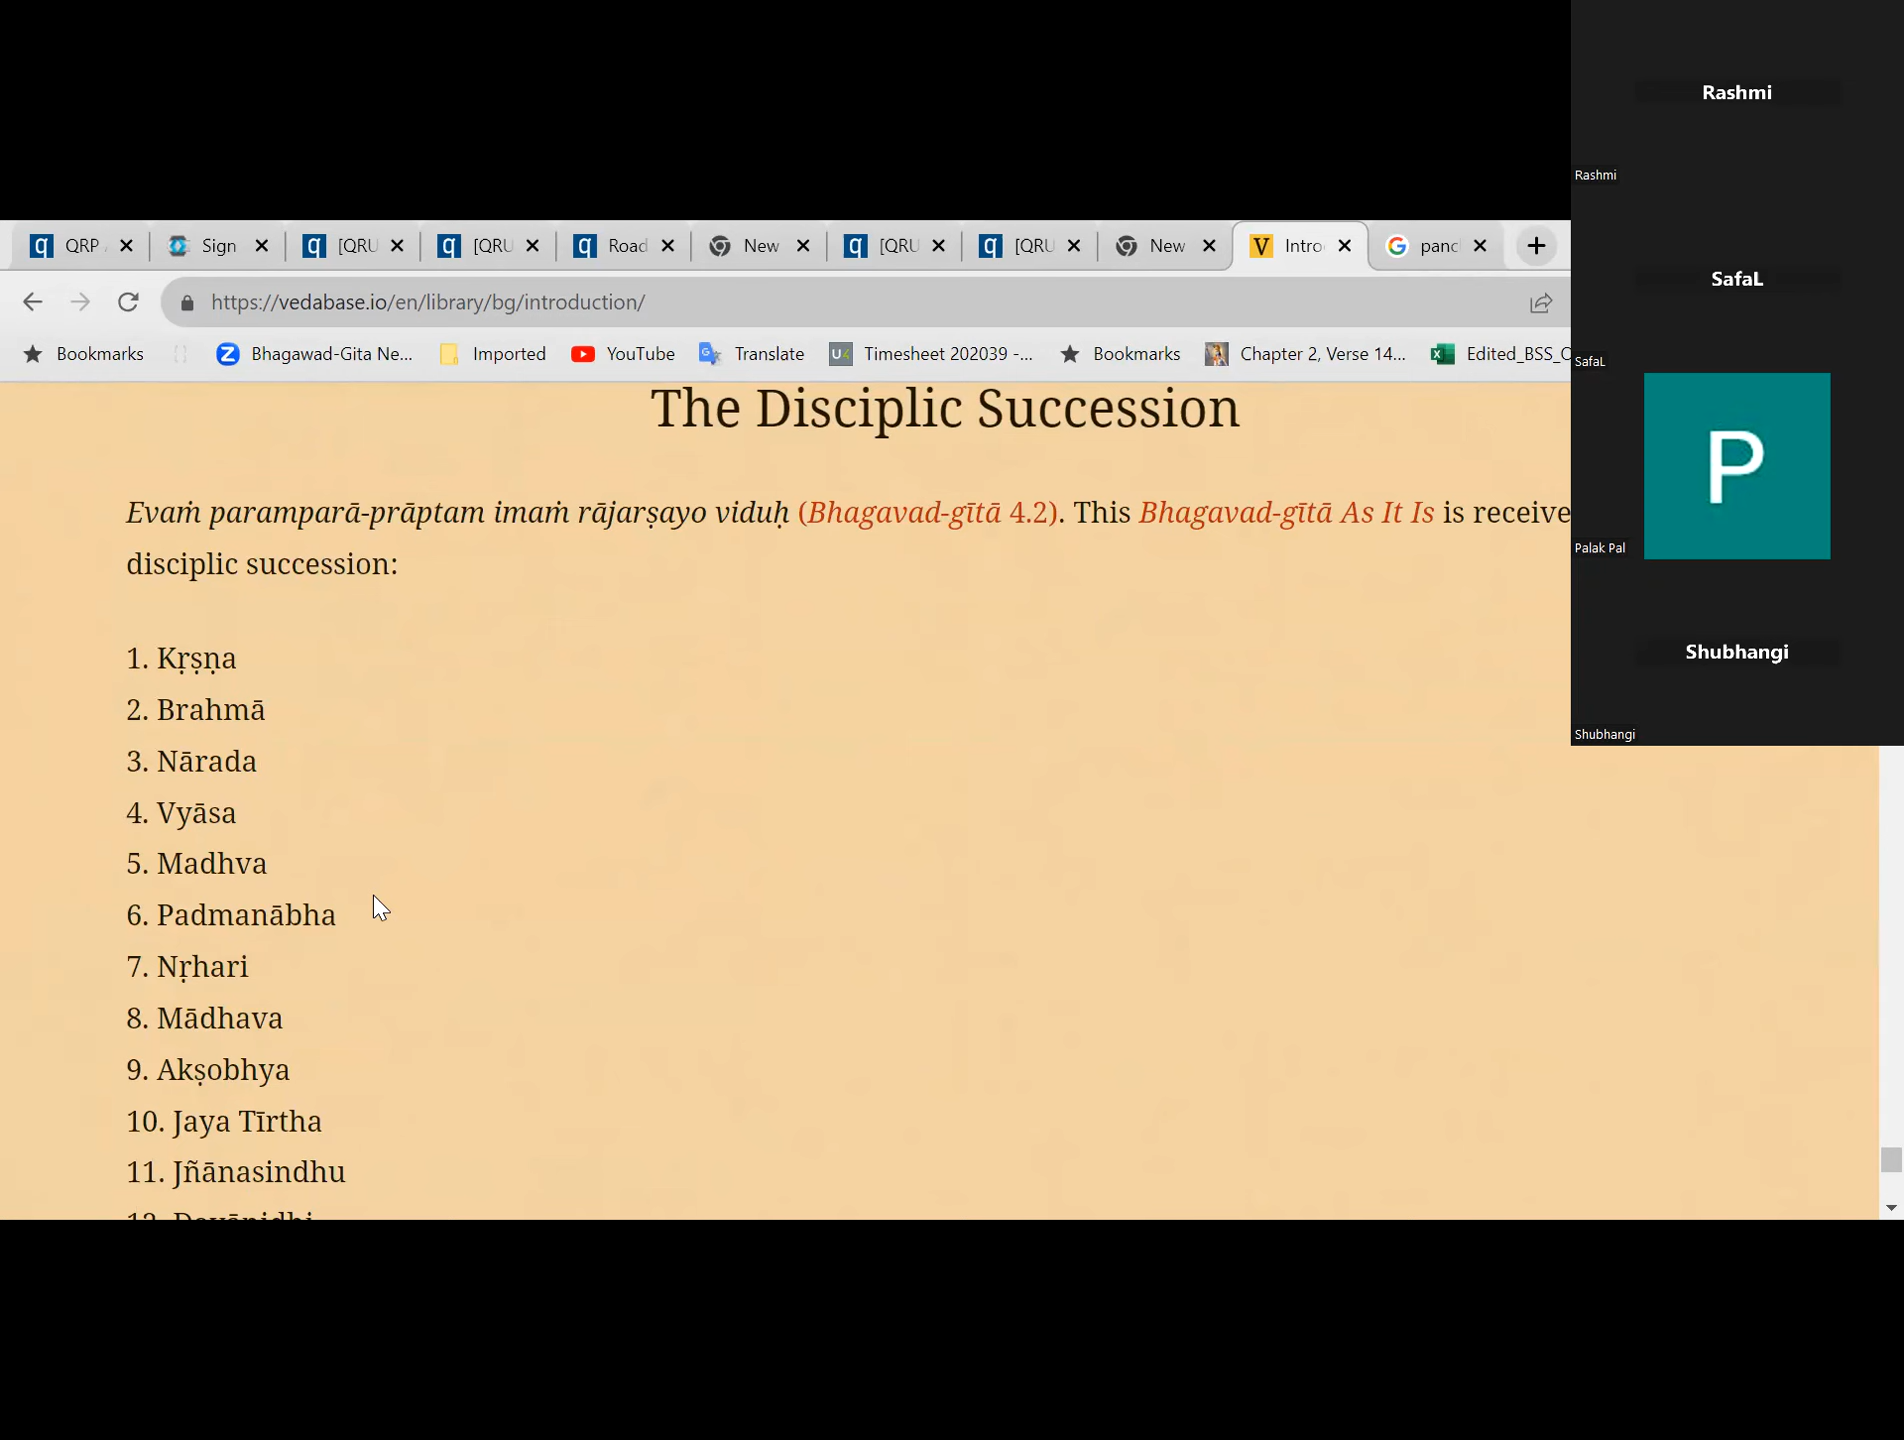 QRP
Sign
[QRU
[QRU
Road
New
[QRU
[QRU
New
Intro
panc
https://vedabase.io/en/library/bg/introduction/
Bookmarks
Bhagawad-Gita Ne...
Imported
YouTube
Translate
Timesheet 202039 -...
Bookmarks
Chapter 2, Verse 14...
Edited_BSS_O
The Disciplic Succession
Evaṁ paramparā-prāptam imaṁ rājarṣayo viduḥ (Bhagavad-gītā 4.2). This Bhagavad-gītā As It Is is receive
disciplic succession:
1. Kṛṣṇa
2. Brahmā
3. Nārada
4. Vyāsa
5. Madhva
6. Padmanābha
7. Nṛhari
8. Mādhava
9. Akṣobhya
10. Jaya Tīrtha
11. Jñānasindhu
12. Dayānidhi
Rashmi
Rashmi
SafaL
SafaL
P
Palak Pal
Shubhangi
Shubhangi